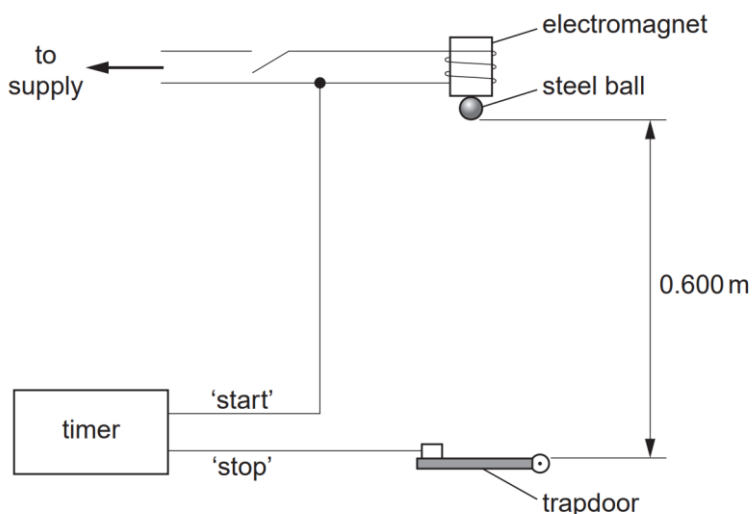 electromagnet
to
supply
steel ball
0.600 m
‘start’
timer
‘stop’
trapdoor